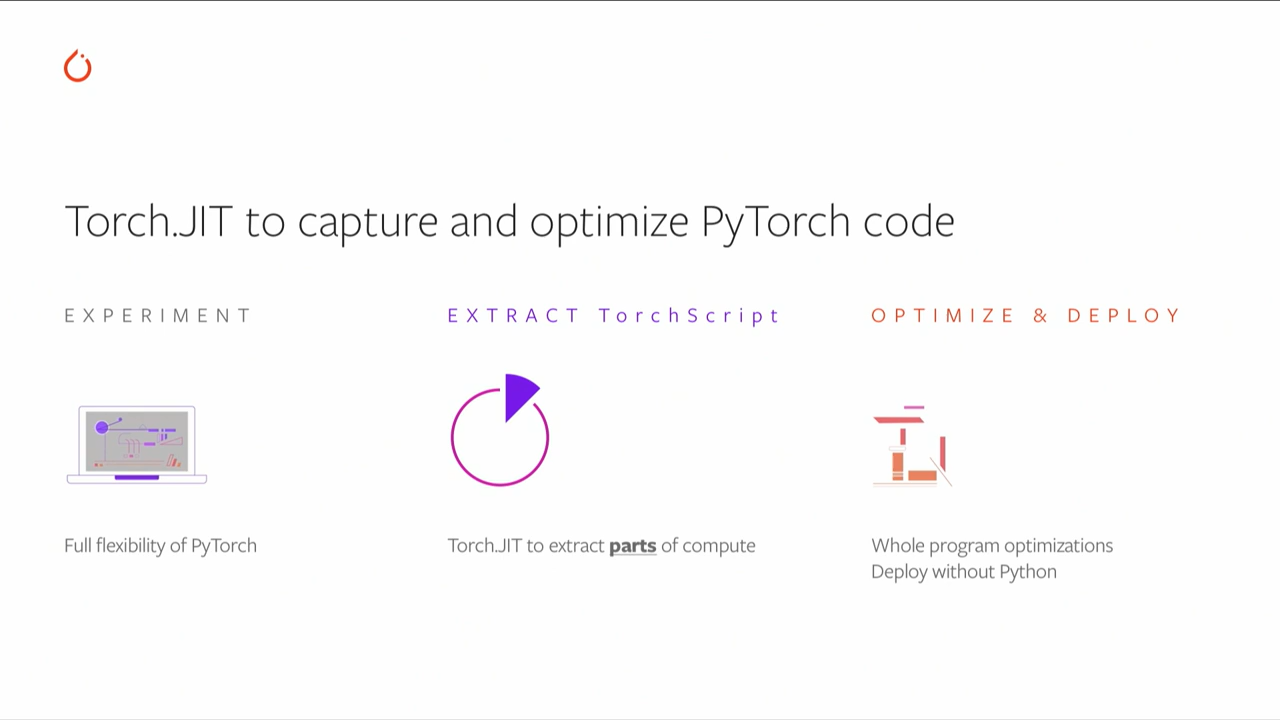 Torch.JIT to capture and optimize PyTorch code
EXPERIMENT
EXTRACT TorchScript
OPTIMIZE & DEPLOY
Full flexibility of PyTorch
Torch.JIT to extract parts of compute
Whole program optimizations
Deploy without Python